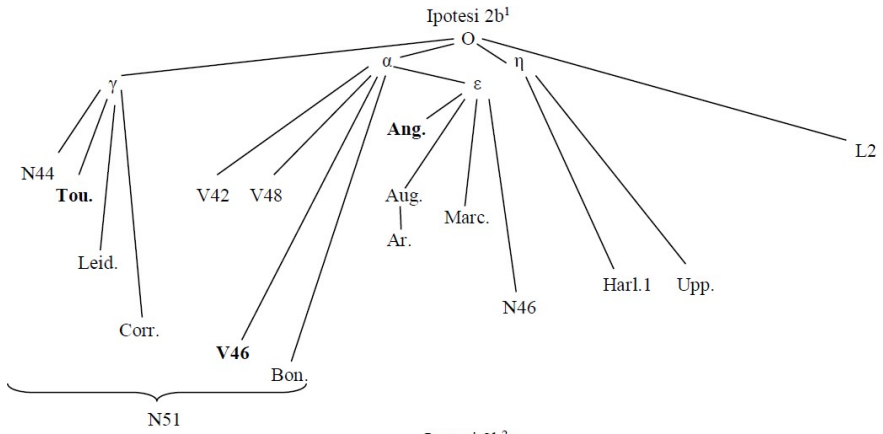 Ipotesi 2b¹
O
γ α ε η
Ang.
L2
N44
Tou. V42 V48 Aug.
Marc.
Ar.
Leid.
Harl.1 Upp.
N46
Corr.
V46
Bon.
N51